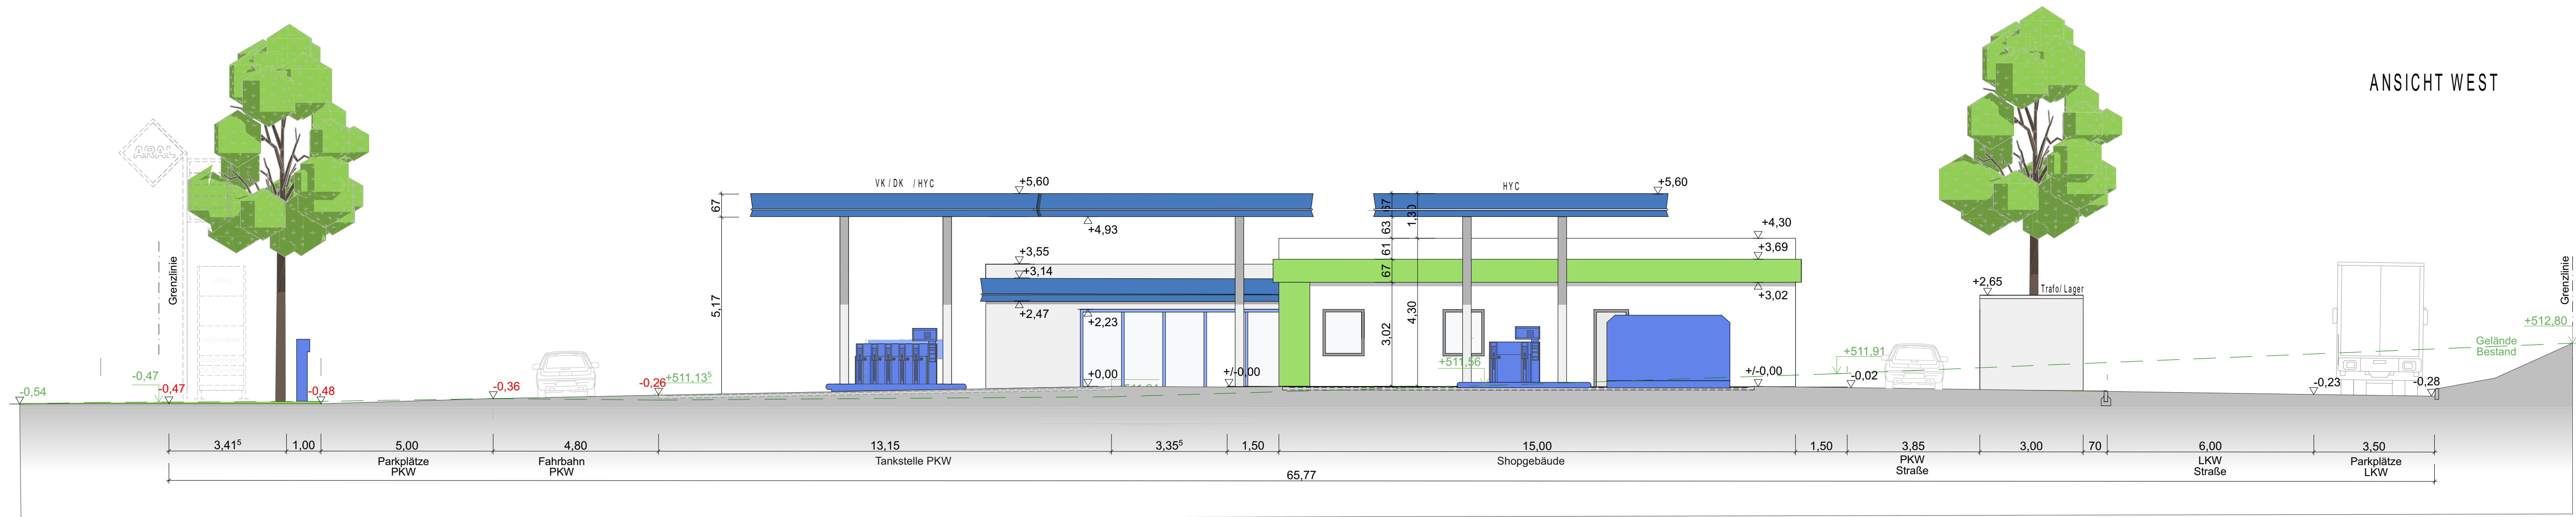 ANSICHT WEST
ARAL
VK / DK / HYC
+5,60
HYC
+5,60
67
+4,93
67
63
1,30
+4,30
61
+3,69
67
+3,55
+3,14
+2,47
+2,23
5,17
3,02
4,30
+3,02
+2,65
Trafo/ Lager
Grenzlinie
Grenzlinie
+512,80
Gelände
Bestand
+511,91
+511,56
+511,13⁵
-0,54
-0,47
-0,47
-0,48
-0,36
-0,26
+0,00
+/-0,00
+/-0,00
-0,02
-0,23
-0,28
3,41⁵
1,00
5,00
4,80
13,15
3,35⁵
1,50
15,00
1,50
3,85
3,00
70
6,00
3,50
Parkplätze
PKW
Fahrbahn
PKW
Tankstelle PKW
Shopgebäude
PKW
Straße
LKW
Straße
Parkplätze
LKW
65,77